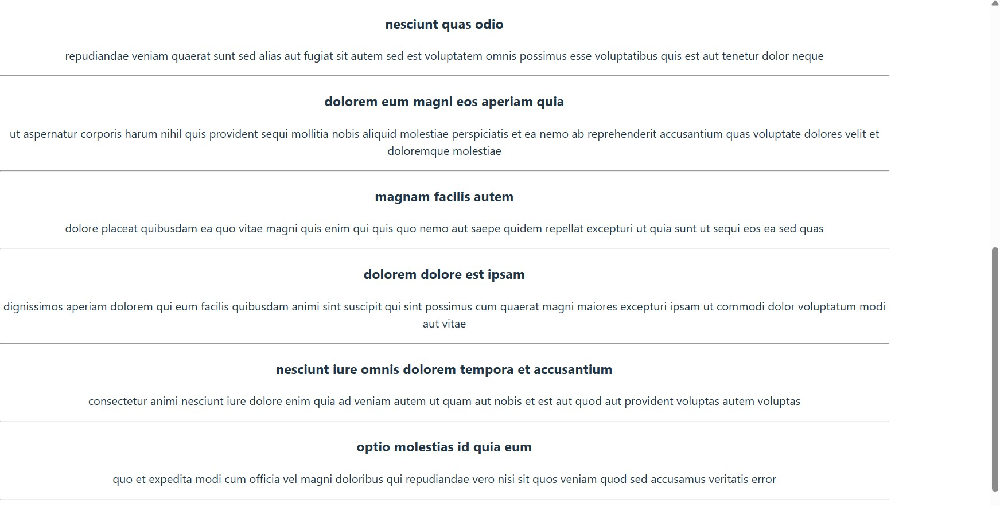 nesciunt quas odio
repudiandae veniam quaerat sunt sed alias aut fugiat sit autem sed est voluptatem omnis possimus esse voluptatibus quis est aut tenetur dolor neque
dolorem eum magni eos aperiam quia
ut aspernatur corporis harum nihil quis provident sequi mollitia nobis aliquid molestiae perspiciatis et ea nemo ab reprehenderit accusantium quas voluptate dolores velit et
doloremque molestiae
magnam facilis autem
dolore placeat quibusdam ea quo vitae magni quis enim qui quis quo nemo aut saepe quidem repellat excepturi ut quia sunt ut sequi eos ea sed quas
dolorem dolore est ipsam
dignissimos aperiam dolorem qui eum facilis quibusdam animi sint suscipit qui sint possimus cum quaerat magni maiores excepturi ipsam ut commodi dolor voluptatum modi
aut vitae
nesciunt iure omnis dolorem tempora et accusantium
consectetur animi nesciunt iure dolore enim quia ad veniam autem ut quam aut nobis et est aut quod aut provident voluptas autem voluptas
optio molestias id quia eum
quo et expedita modi cum officia vel magni doloribus qui repudiandae vero nisi sit quos veniam quod sed accusamus veritatis error